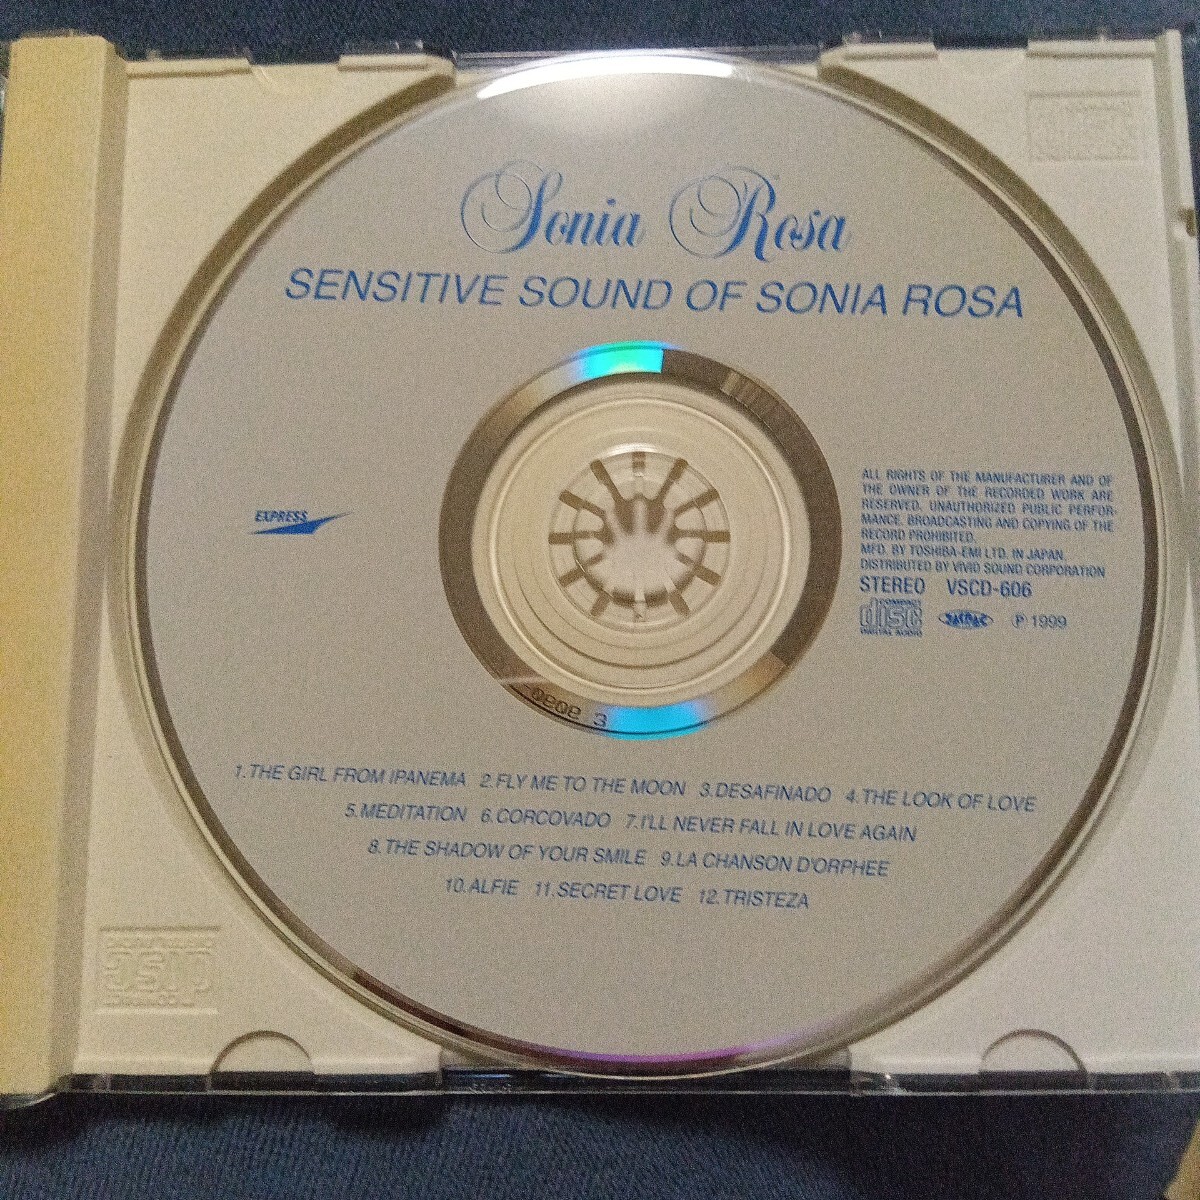 Sonia Rosa
SENSITIVE SOUND OF SONIA ROSA
EXPRESS
ALL RIGHTS OF THE MANUFACTURER AND OF
THE OWNER OF THE RECORDED WORK ARE
RESERVED. UNAUTHORIZED PUBLIC PERFOR-
MANCE. BROADCASTING AND COPYING OF THE
RECORD PROHIBITED.
MFD. BY TOSHIBA-EMI LTD. IN JAPAN.
DISTRIBUTED BY VIVID SOUND CORPORATION
STEREO VSCD-606
COMPACT
disc
DIGITAL AUDIO
JASRAC
℗ 1999
1.THE GIRL FROM IPANEMA 2.FLY ME TO THE MOON 3.DESAFINADO 4.THE LOOK OF LOVE
5.MEDITATION 6.CORCOVADO 7.I'LL NEVER FALL IN LOVE AGAIN
8.THE SHADOW OF YOUR SMILE 9.LA CHANSON D'ORPHEE
10.ALFIE 11.SECRET LOVE 12.TRISTEZA
disc